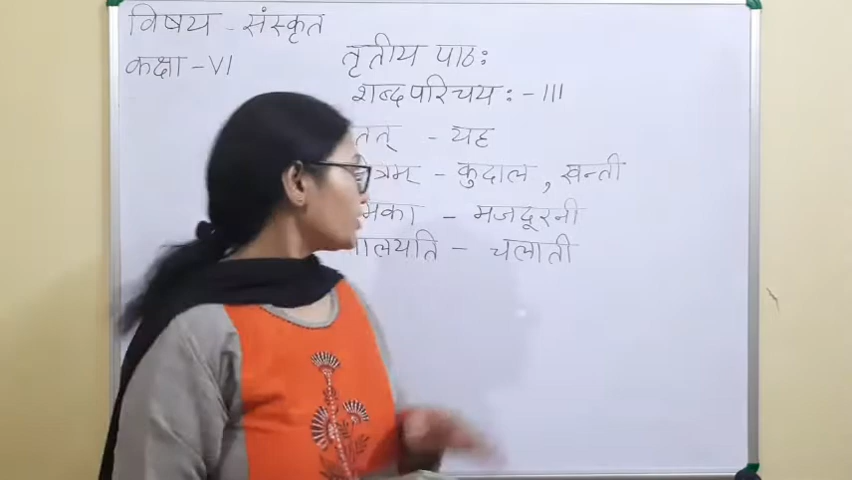 विषय - संस्कृत
कक्षा - VI
तृतीय पाठः
शब्दपरिचयः - III
- यह
- कुदाल , खन्ती
- मजदूरनी
- चलाती